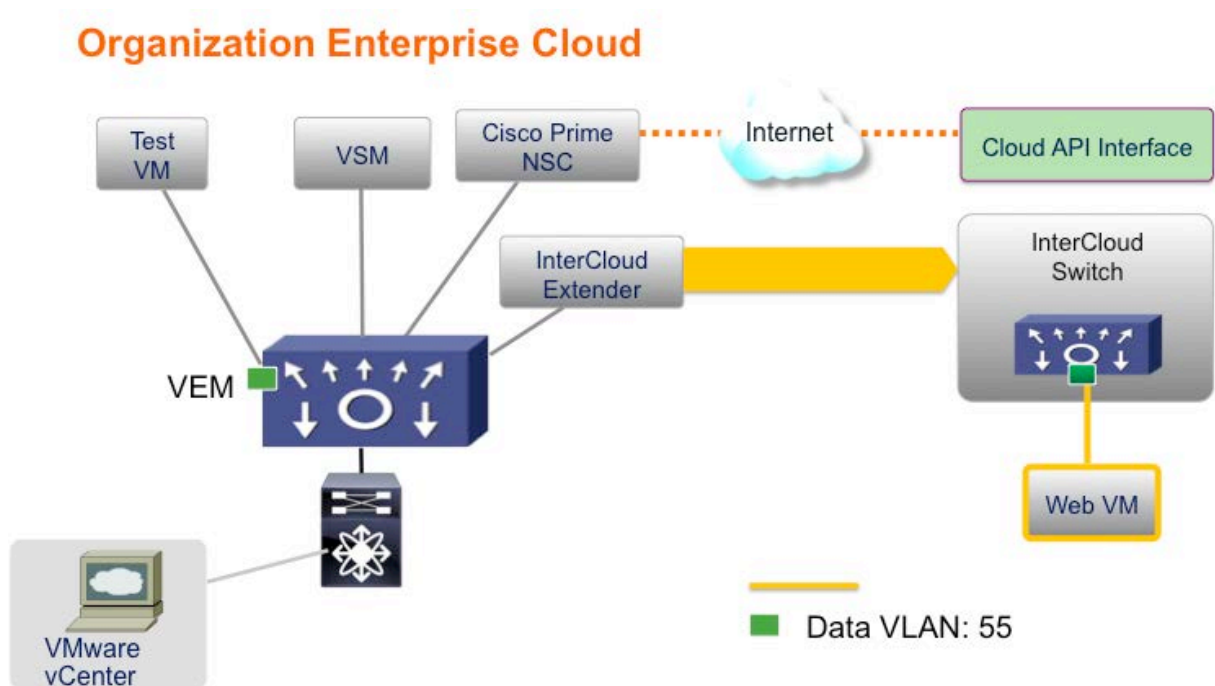 Organization Enterprise Cloud
Test
VM
VSM
Cisco Prime
NSC
Internet
Cloud API Interface
InterCloud
Extender
InterCloud
Switch
VEM
Web VM
Data VLAN: 55
VMware
vCenter